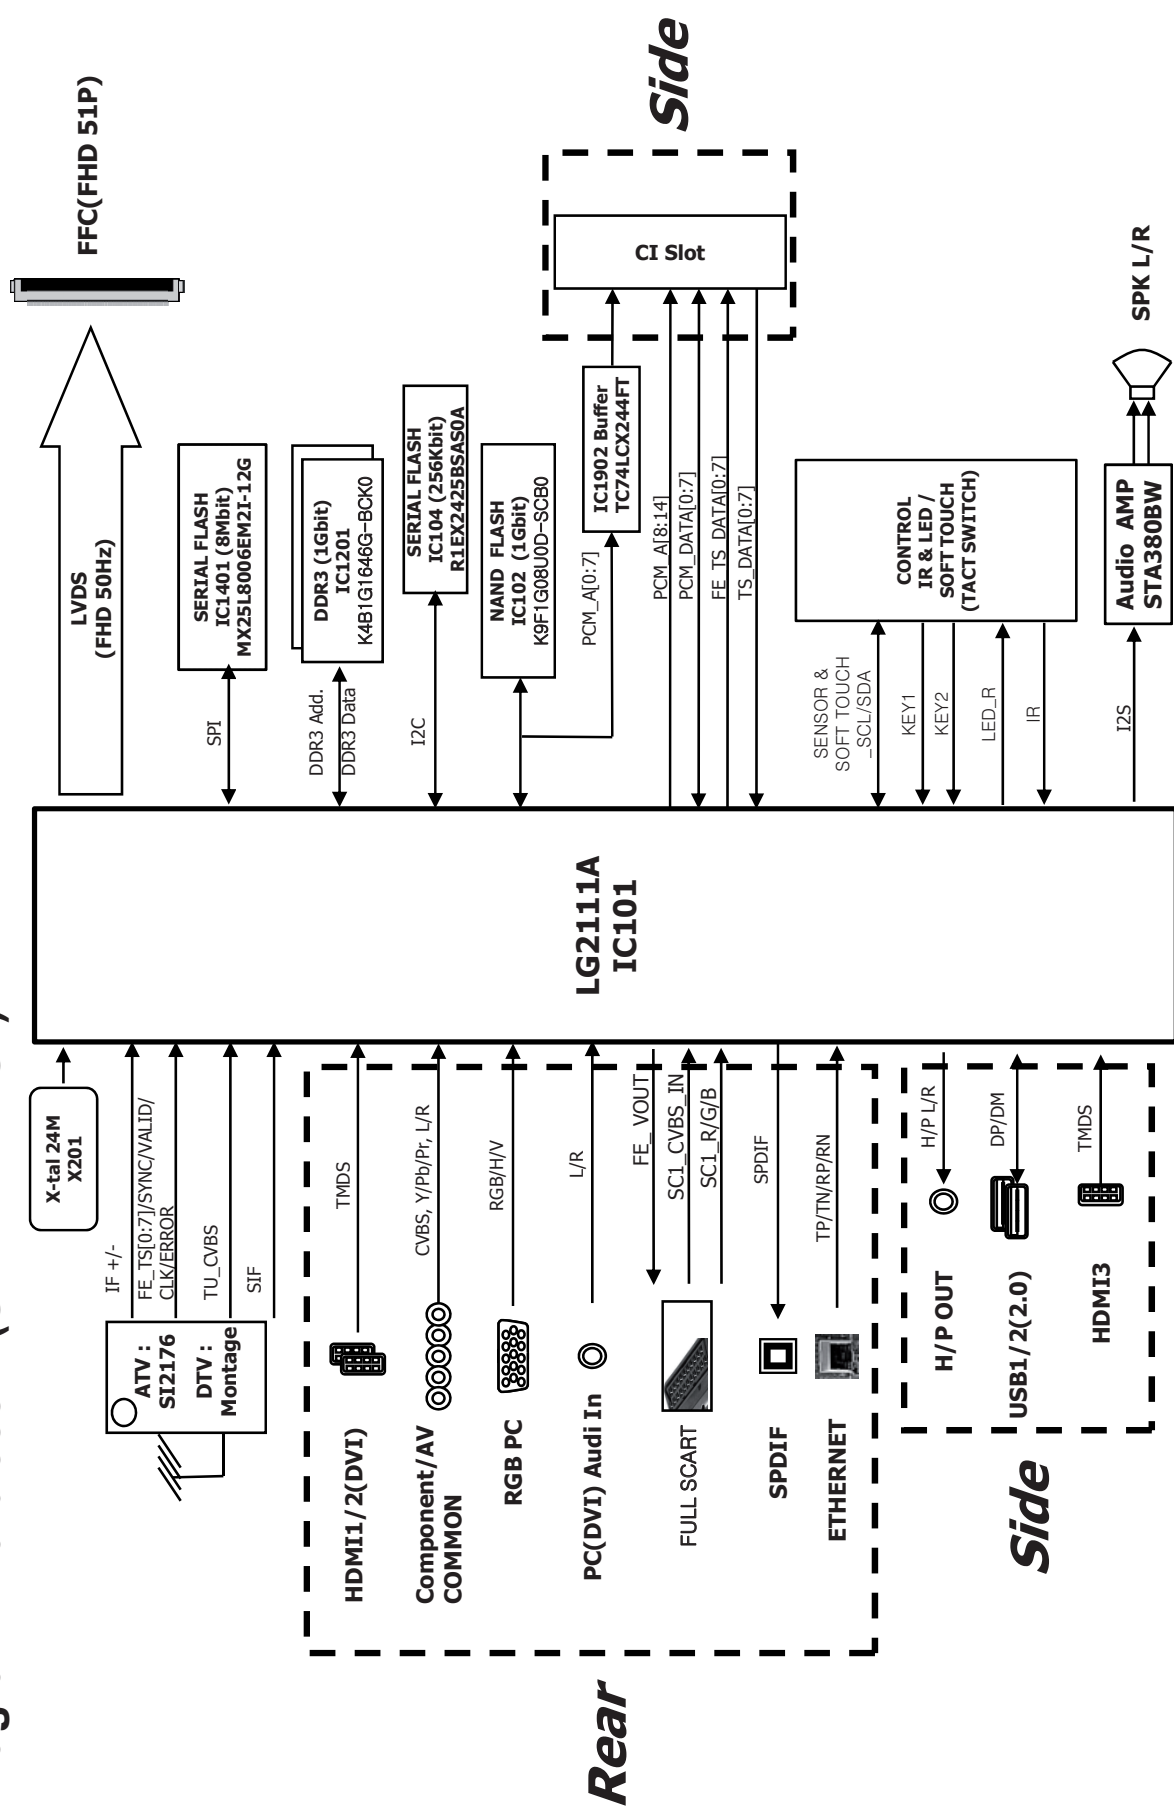 X-tal 24M
X201
IF +/-
FE_TS[0:7]/SYNC/VALID/
CLK/ERROR
TU_CVBS
SIF
ATV :
SI2176
DTV :
Montage
Rear
HDMI1/2(DVI)
TMDS
Component/AV
COMMON
CVBS, Y/Pb/Pr, L/R
RGB PC
RGB/H/V
PC(DVI) Audi In
L/R
FULL SCART
FE_ VOUT
SC1_CVBS_IN
SC1_R/G/B
SPDIF
SPDIF
ETHERNET
TP/TN/RP/RN
Side
H/P OUT
H/P L/R
USB1/2(2.0)
DP/DM
HDMI3
TMDS
LG2111A
IC101
LVDS
(FHD 50Hz)
FFC(FHD 51P)
SPI
SERIAL FLASH
IC1401 (8Mbit)
MX25L8006EM2I-12G
DDR3 Add.
DDR3 Data
DDR3 (1Gbit)
IC1201
K4B1G1646G-BCK0
I2C
SERIAL FLASH
IC104 (256Kbit)
R1EX2425BSAS0A
NAND FLASH
IC102 (1Gbit)
K9F1G08U0D-SCB0
PCM_A[0:7]
IC1902 Buffer
TC74LCX244FT
PCM_A[8:14]
PCM_DATA[0:7]
FE_TS_DATA[0:7]
TS_DATA[0:7]
CI Slot
Side
SENSOR &
SOFT TOUCH
_SCL/SDA
KEY1
KEY2
LED_R
IR
CONTROL
IR & LED /
SOFT TOUCH
(TACT SWITCH)
I2S
Audio AMP
STA380BW
SPK L/R